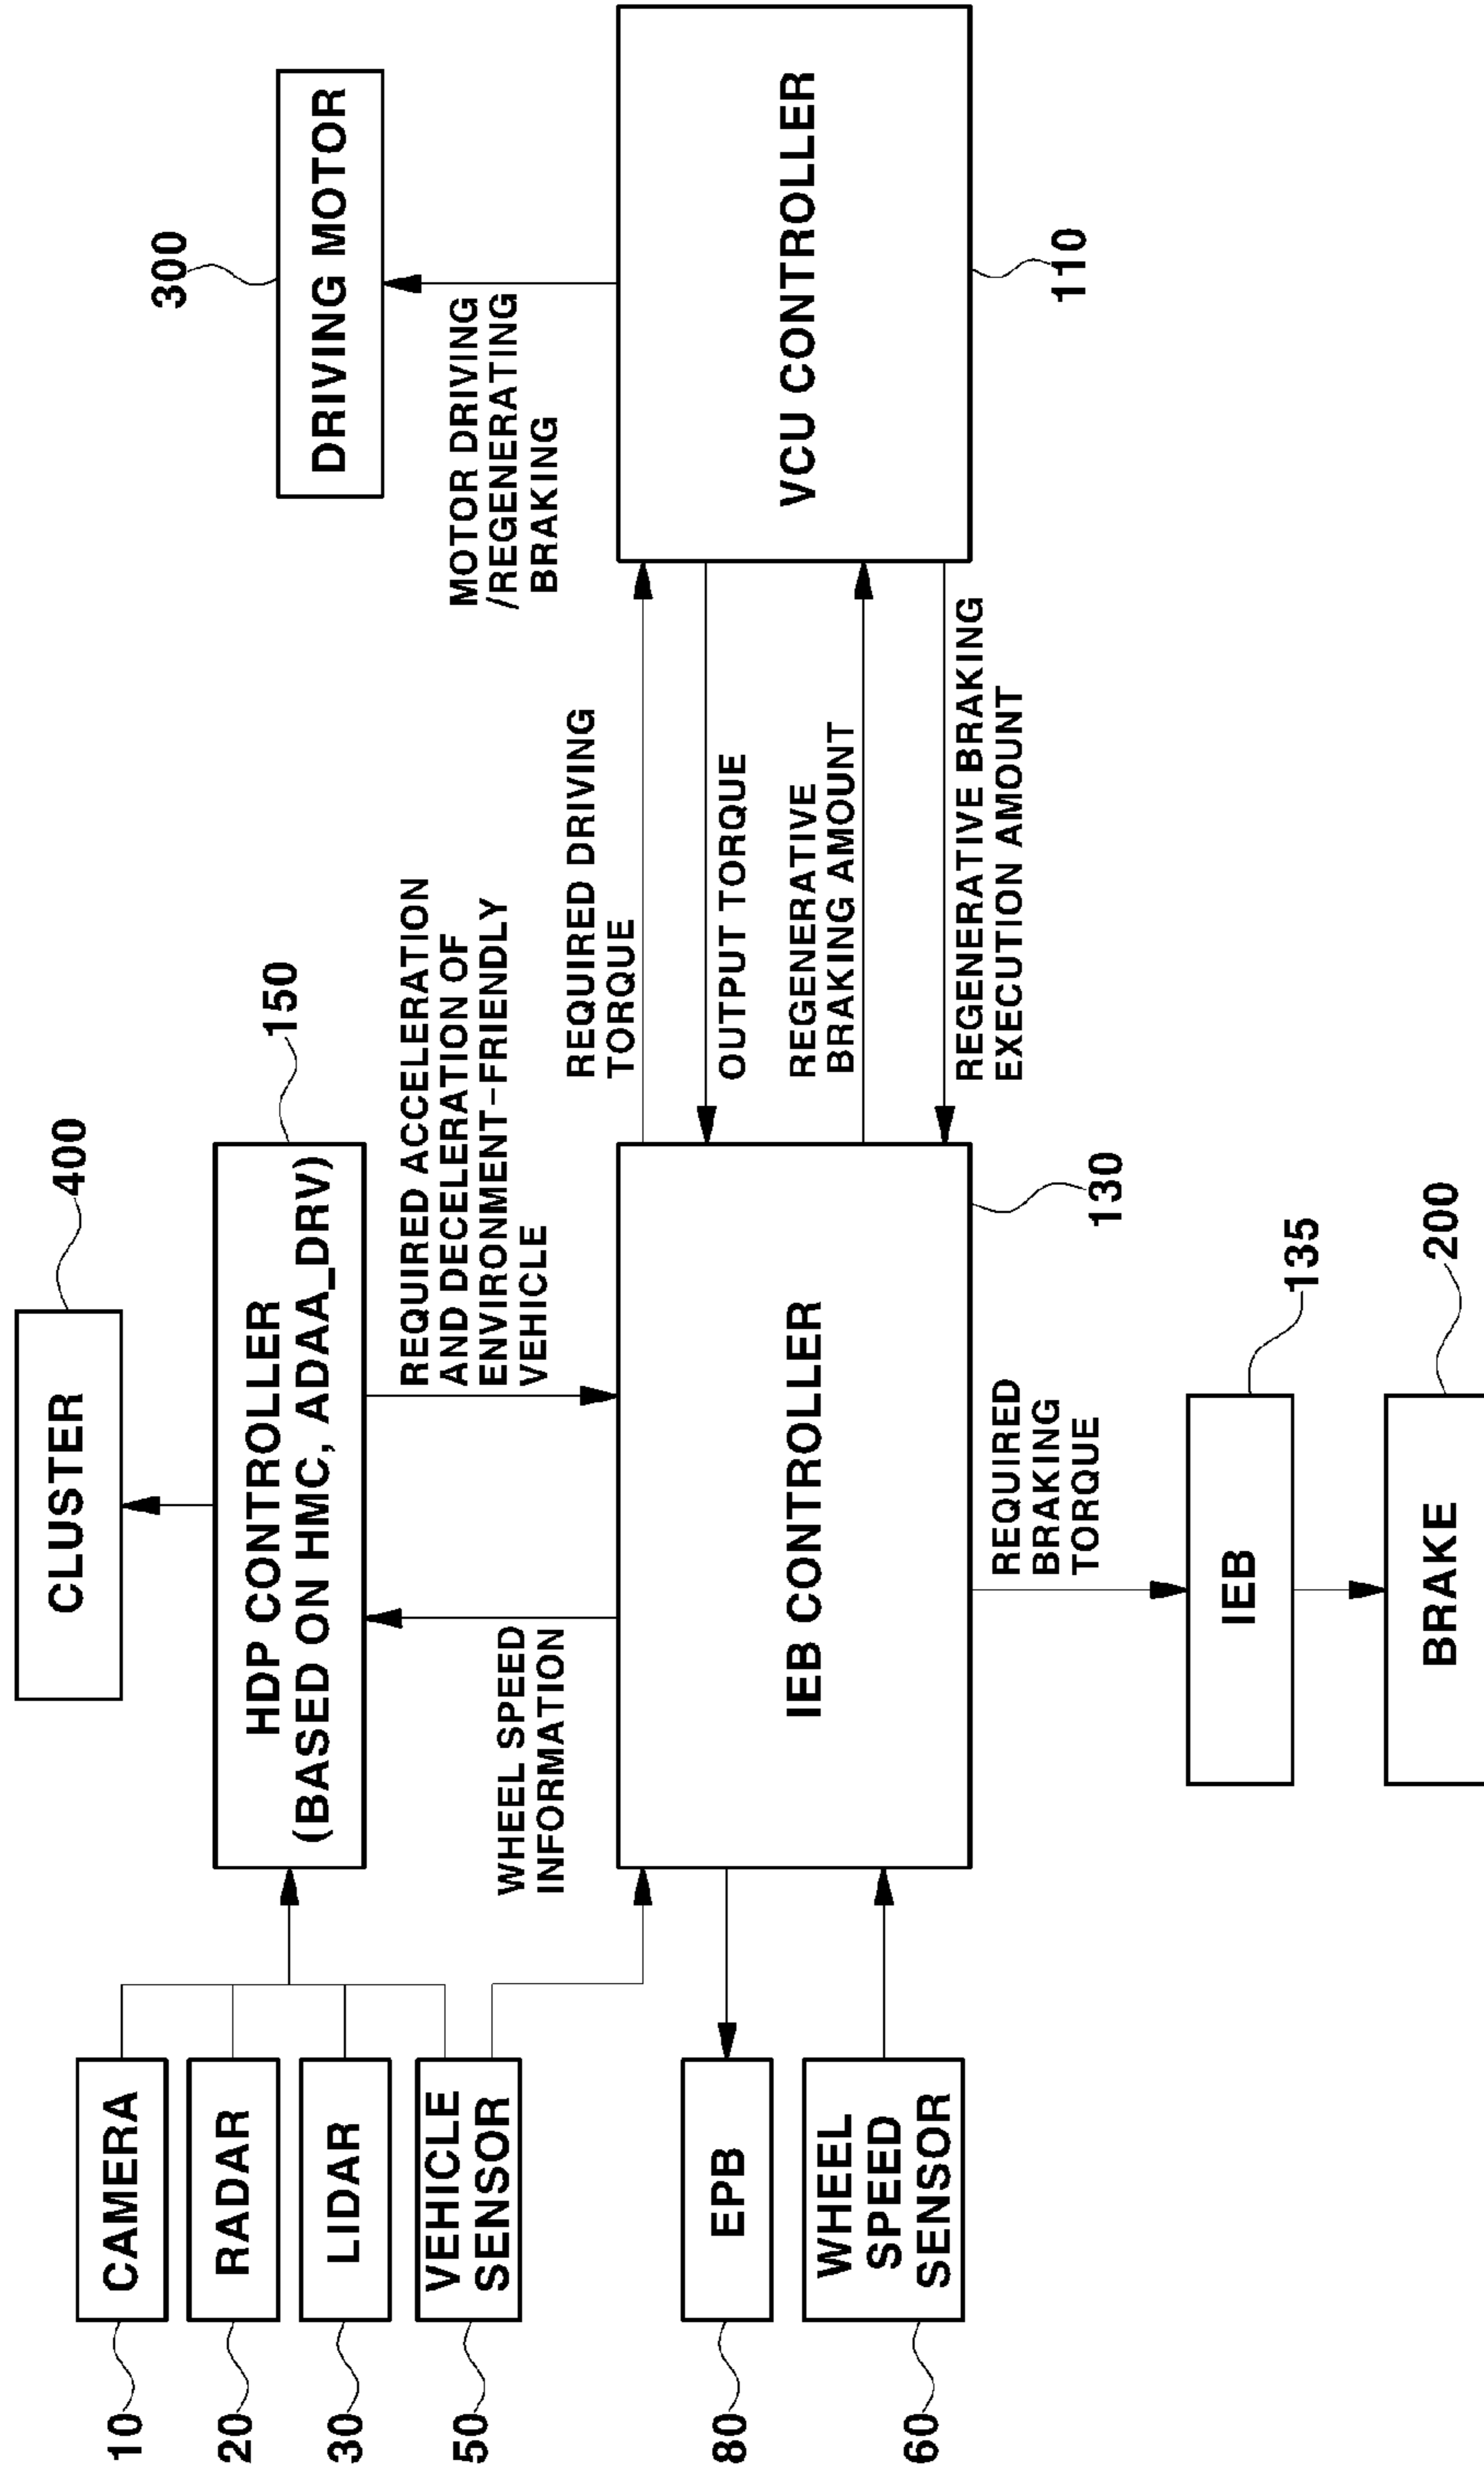 400
CLUSTER
300
DRIVING MOTOR
10
CAMERA
20
RADAR
30
LIDAR
50
VEHICLE
SENSOR
150
HDP CONTROLLER
(BASED ON HMC, ADAA_DRV)
WHEEL SPEED
INFORMATION
REQUIRED ACCELERATION
AND DECELERATION OF
ENVIRONMENT-FRIENDLY
VEHICLE
MOTOR DRIVING
/REGENERATING
BRAKING
REQUIRED DRIVING
TORQUE
OUTPUT TORQUE
REGENERATIVE
BRAKING AMOUNT
REGENERATIVE BRAKING
EXECUTION AMOUNT
80
EPB
60
WHEEL
SPEED
SENSOR
IEB CONTROLLER
130
VCU CONTROLLER
110
REQUIRED
BRAKING
TORQUE
IEB
135
BRAKE
200